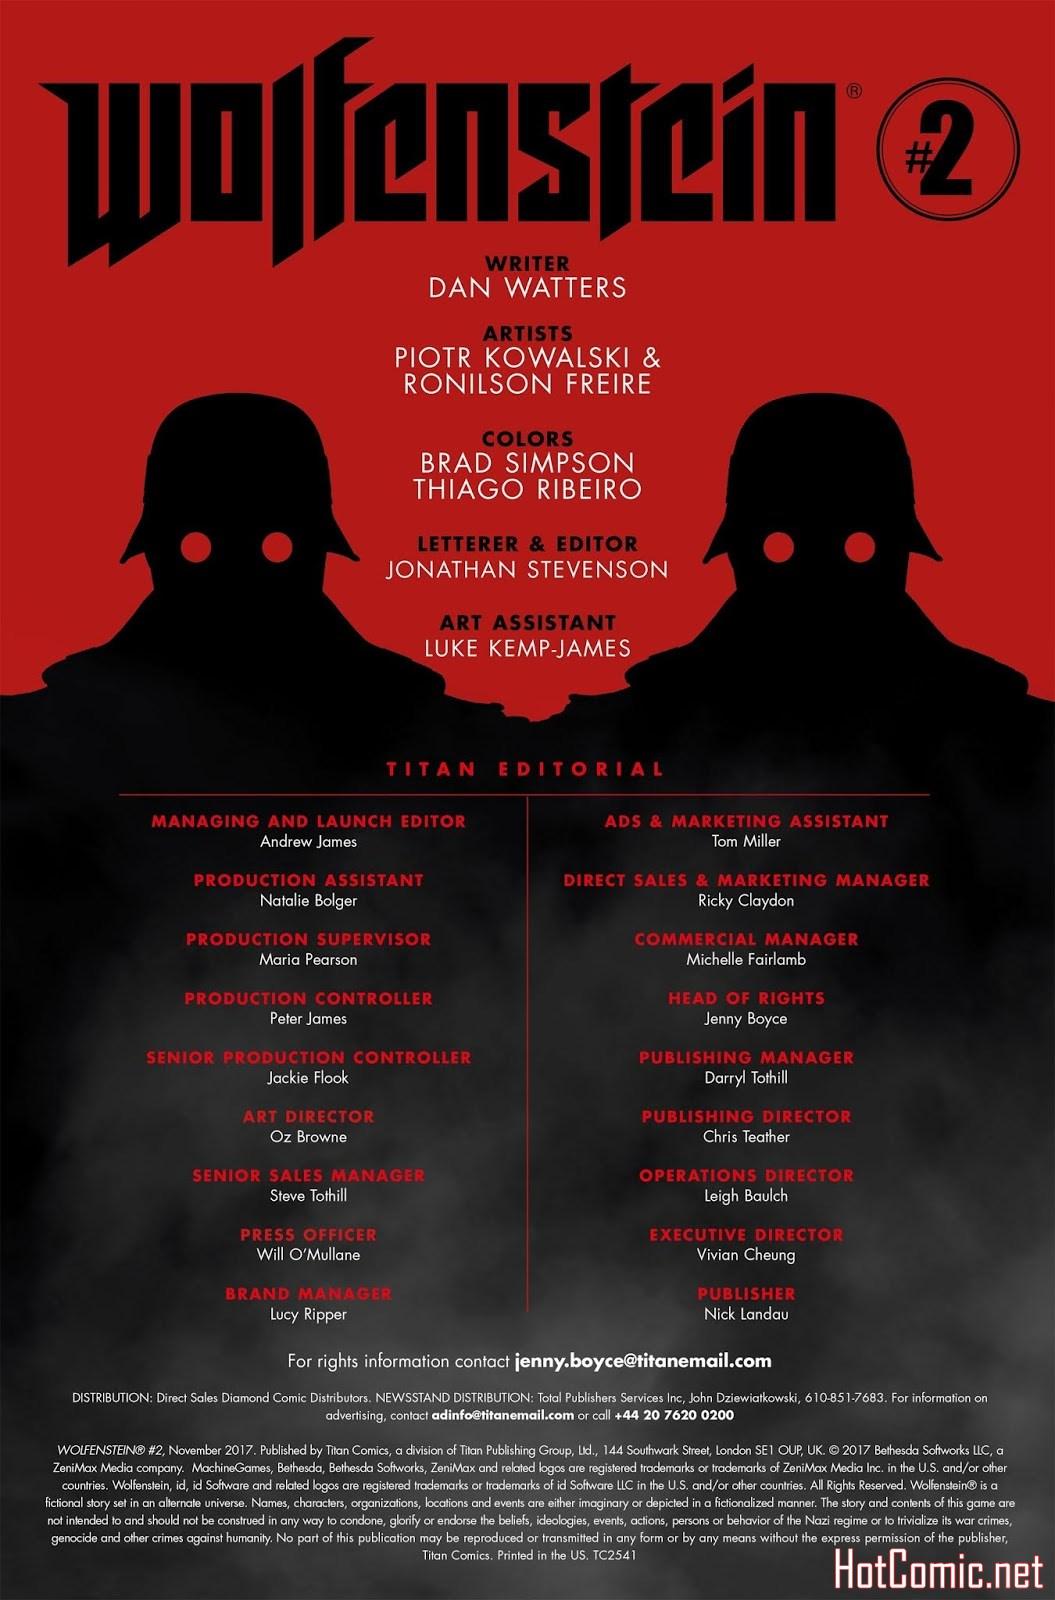 wolfenstein®
#2
WRITER
DAN WATTERS
ARTISTS
PIOTR KOWALSKI &
RONILSON FREIRE
COLORS
BRAD SIMPSON
THIAGO RIBEIRO
LETTERER & EDITOR
JONATHAN STEVENSON
ART ASSISTANT
LUKE KEMP-JAMES
TITAN EDITORIAL
MANAGING AND LAUNCH EDITOR
Andrew James
PRODUCTION ASSISTANT
Natalie Bolger
PRODUCTION SUPERVISOR
Maria Pearson
PRODUCTION CONTROLLER
Peter James
SENIOR PRODUCTION CONTROLLER
Jackie Flook
ART DIRECTOR
Oz Browne
SENIOR SALES MANAGER
Steve Tothill
PRESS OFFICER
Will O'Mullane
BRAND MANAGER
Lucy Ripper
ADS & MARKETING ASSISTANT
Tom Miller
DIRECT SALES & MARKETING MANAGER
Ricky Claydon
COMMERCIAL MANAGER
Michelle Fairlamb
HEAD OF RIGHTS
Jenny Boyce
PUBLISHING MANAGER
Darryl Tothill
PUBLISHING DIRECTOR
Chris Teather
OPERATIONS DIRECTOR
Leigh Baulch
EXECUTIVE DIRECTOR
Vivian Cheung
PUBLISHER
Nick Landau
For rights information contact jenny.boyce@titanemail.com
DISTRIBUTION: Direct Sales Diamond Comic Distributors. NEWSSTAND DISTRIBUTION: Total Publishers Services Inc, John Dziewiatkowski, 610-851-7683. For information on
advertising, contact adinfo@titanemail.com or call +44 20 7620 0200
WOLFENSTEIN® #2, November 2017. Published by Titan Comics, a division of Titan Publishing Group, Ltd., 144 Southwark Street, London SE1 OUP, UK. © 2017 Bethesda Softworks LLC, a
ZeniMax Media company. MachineGames, Bethesda, Bethesda Softworks, ZeniMax and related logos are registered trademarks or trademarks of ZeniMax Media Inc. in the U.S. and/or other
countries. Wolfenstein, id, id Software and related logos are registered trademarks or trademarks of id Software LLC in the U.S. and/or other countries. All Rights Reserved. Wolfenstein® is a
fictional story set in an alternate universe. Names, characters, organizations, locations and events are either imaginary or depicted in a fictionalized manner. The story and contents of this game are
not intended to and should not be construed in any way to condone, glorify or endorse the beliefs, ideologies, events, actions, persons or behavior of the Nazi regime or to trivialize its war crimes,
genocide and other crimes against humanity. No part of this publication may be reproduced or transmitted in any form or by any means without the express permission of the publisher,
Titan Comics. Printed in the US. TC2541
HotComic.net